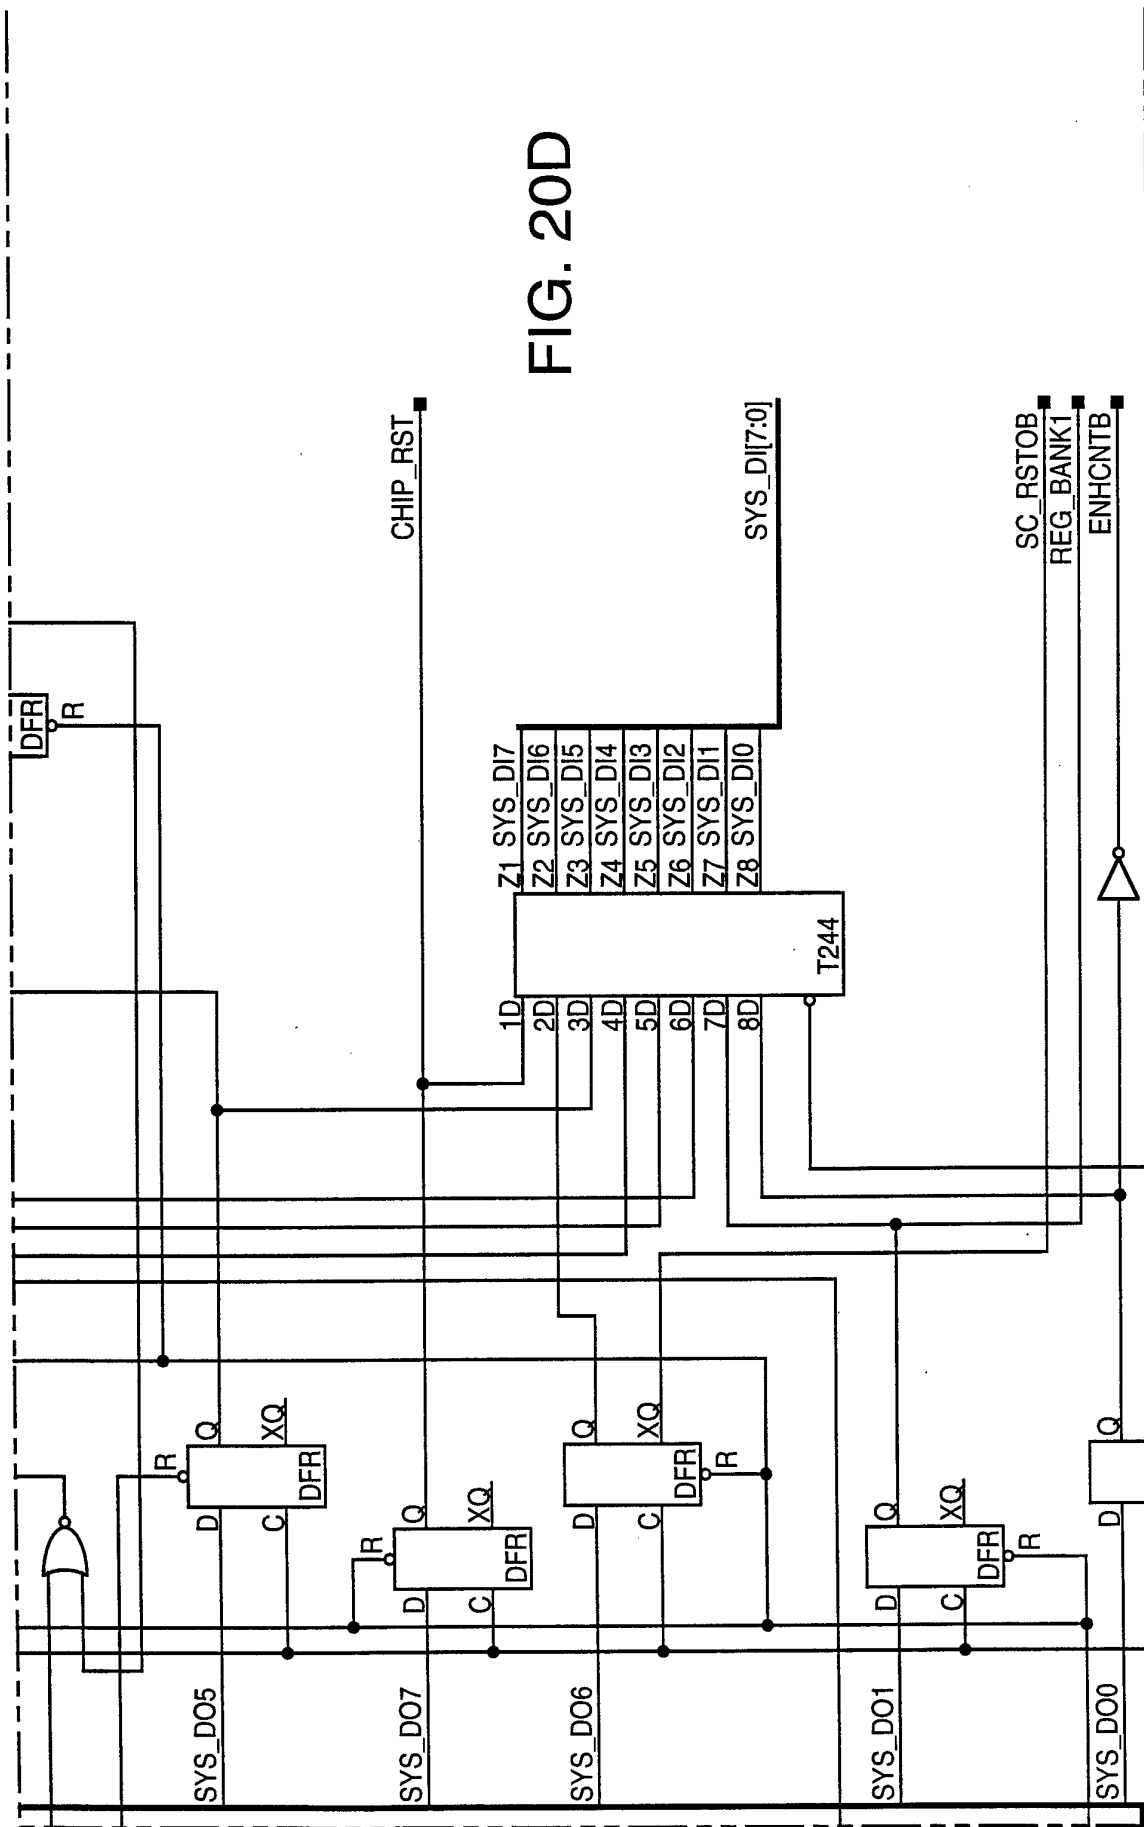 FIG. 20D
DFR
R
CHIP_RST
SYS_DI[7:0]
SC_RSTOB
REG_BANK1
ENHCNTB
Z1 SYS_DI7
Z2 SYS_DI6
Z3 SYS_DI5
Z4 SYS_DI4
Z5 SYS_DI3
Z6 SYS_DI2
Z7 SYS_DI1
Z8 SYS_DI0
T244
1D
2D
3D
4D
5D
6D
7D
8D
R
Q
XQ
DFR
D
C
SYS_DO5
R
Q
XQ
DFR
D
C
SYS_DO7
Q
XQ
DFR
R
D
C
SYS_DO6
Q
XQ
DFR
R
D
C
SYS_DO1
Q
D
SYS_DO0